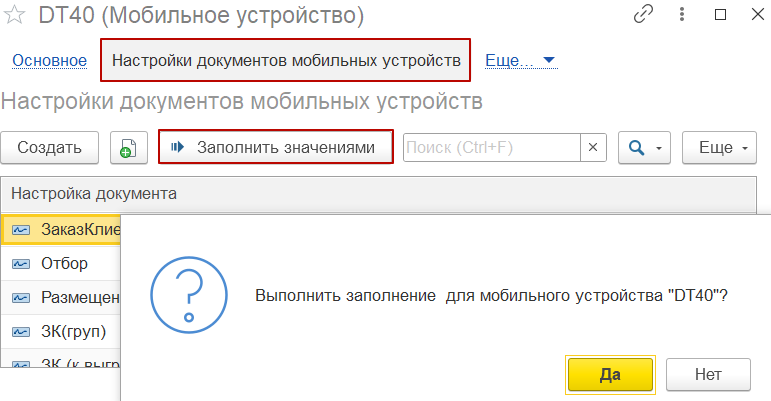 DT40 (Мобильное устройство)
Основное Настройки документов мобильных устройств Еще...
Настройки документов мобильных устройств
Создать Заполнить значениями Поиск (Ctrl+F) × Еще
Настройка документа
ЗаказКлие
Отбор
Размещен
ЗК(груп)
ЗК (к выгр
Выполнить заполнение для мобильного устройства "DT40"?
Да Нет